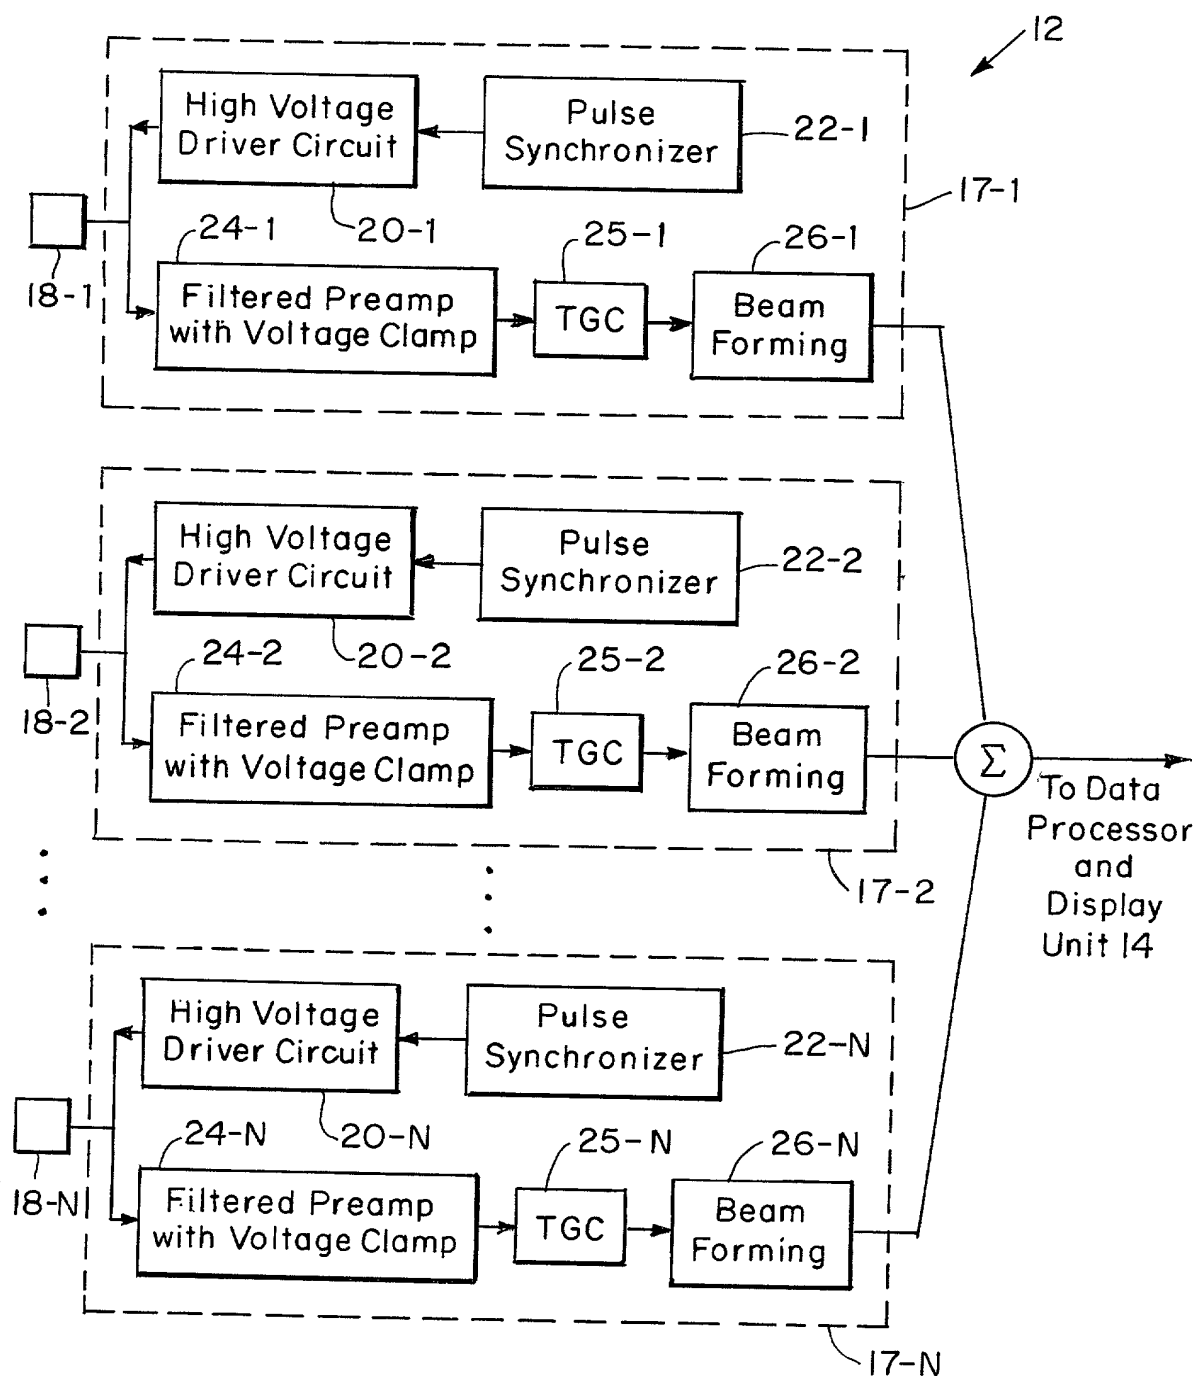 12
High Voltage
Driver Circuit
Pulse
Synchronizer
22-1
17-1
18-1
24-1
20-1
25-1
26-1
Filtered Preamp
with Voltage Clamp
TGC
Beam
Forming
High Voltage
Driver Circuit
Pulse
Synchronizer
22-2
18-2
24-2
20-2
25-2
26-2
Filtered Preamp
with Voltage Clamp
TGC
Beam
Forming
Σ
To Data
Processor
and
Display
Unit 14
17-2
High Voltage
Driver Circuit
Pulse
Synchronizer
22-N
18-N
24-N
20-N
25-N
26-N
Filtered Preamp
with Voltage Clamp
TGC
Beam
Forming
17-N